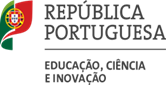 REPÚBLICA
PORTUGUESA
EDUCAÇÃO, CIÊNCIA
E INOVAÇÃO